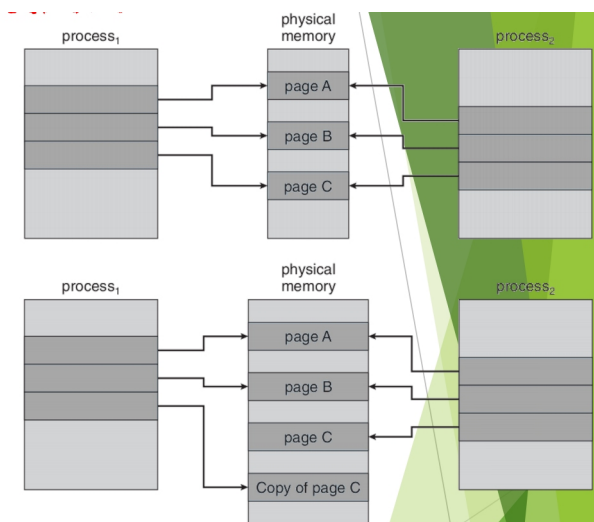 process1
physical
memory
process2
page A
page B
page C
process1
physical
memory
process2
page A
page B
page C
Copy of page C